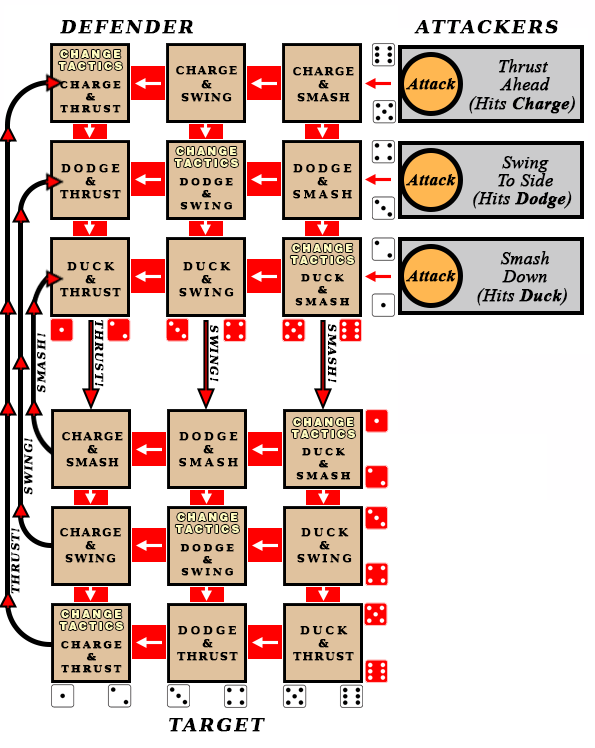 DEFENDER
ATTACKERS
CHANGE
TACTICS
CHARGE
&
THRUST
CHARGE
&
SWING
CHARGE
&
SMASH
Attack
Thrust
Ahead
(Hits Charge)
DODGE
&
THRUST
CHANGE
TACTICS
DODGE
&
SWING
DODGE
&
SMASH
Attack
Swing
To Side
(Hits Dodge)
DUCK
&
THRUST
DUCK
&
SWING
CHANGE
TACTICS
DUCK
&
SMASH
Attack
Smash
Down
(Hits Duck)
THRUST!
SWING!
SMASH!
SMASH!
SWING!
THRUST!
CHARGE
&
SMASH
DODGE
&
SMASH
CHANGE
TACTICS
DUCK
&
SMASH
CHARGE
&
SWING
CHANGE
TACTICS
DODGE
&
SWING
DUCK
&
SWING
CHANGE
TACTICS
CHARGE
&
THRUST
DODGE
&
THRUST
DUCK
&
THRUST
TARGET